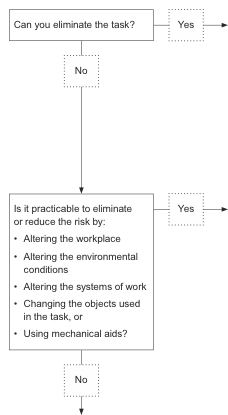 Can you eliminate the task?
Yes
No
Is it practicable to eliminate
or reduce the risk by:
• Altering the workplace
• Altering the environmental
conditions
• Altering the systems of work
• Changing the objects used
in the task, or
• Using mechanical aids?
Yes
No